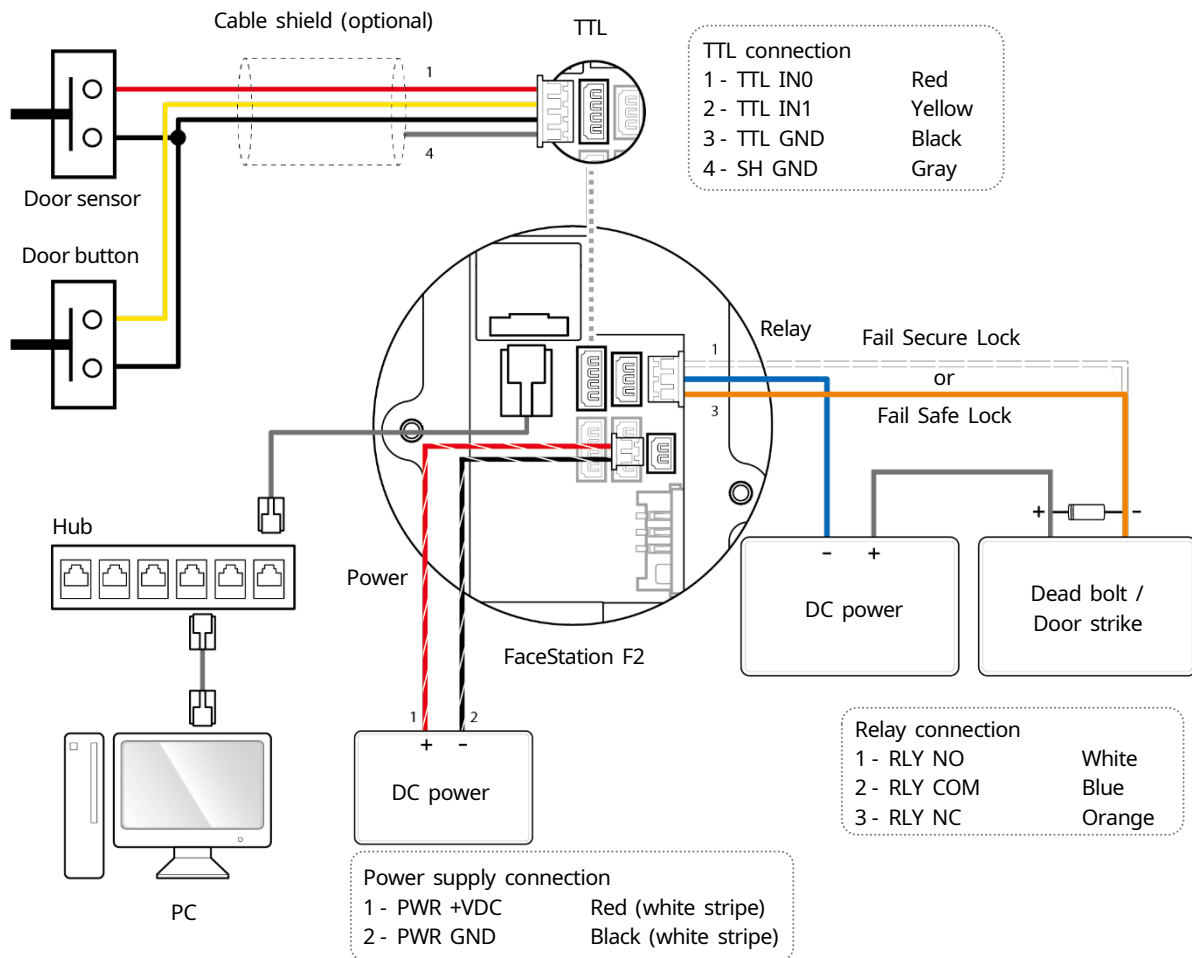 Cable shield (optional)
TTL
1
4
TTL connection
1 - TTL IN0 Red
2 - TTL IN1 Yellow
3 - TTL GND Black
4 - SH GND Gray
Door sensor
Door button
Relay
1
3
Fail Secure Lock
or
Fail Safe Lock
Hub
Power
FaceStation F2
- +
DC power
+ -
Dead bolt /
Door strike
1 2
+ -
DC power
PC
Relay connection
1 - RLY NO White
2 - RLY COM Blue
3 - RLY NC Orange
Power supply connection
1 - PWR +VDC Red (white stripe)
2 - PWR GND Black (white stripe)